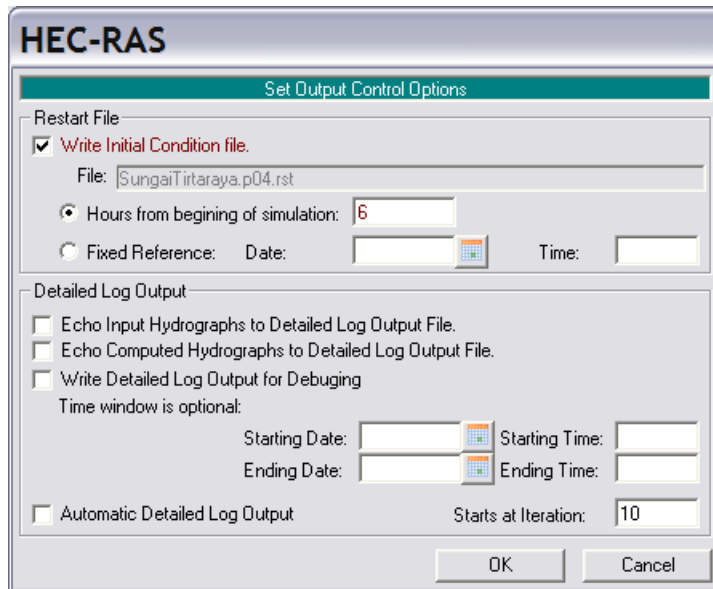 HEC-RAS
Set Output Control Options
Restart File
Write Initial Condition file.
File: SungaiTirtaraya.p04.rst
Hours from begining of simulation: 6
Fixed Reference: Date: Time:
Detailed Log Output
Echo Input Hydrographs to Detailed Log Output File.
Echo Computed Hydrographs to Detailed Log Output File.
Write Detailed Log Output for Debuging
Time window is optional:
Starting Date: Starting Time:
Ending Date: Ending Time:
Automatic Detailed Log Output Starts at Iteration: 10
OK Cancel